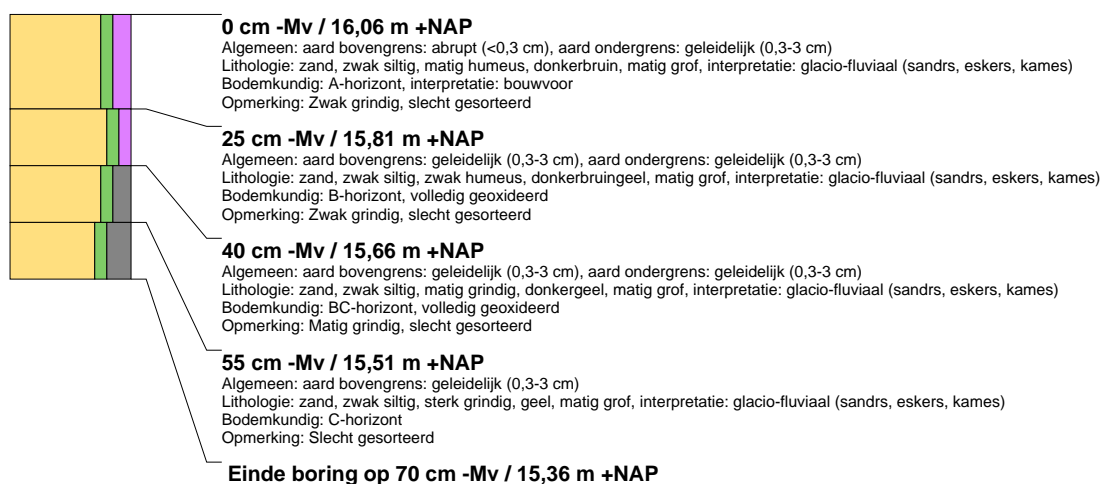 0 cm -Mv / 16,06 m +NAP
Algemeen: aard bovengrens: abrupt (<0,3 cm), aard ondergrens: geleidelijk (0,3-3 cm)
Lithologie: zand, zwak siltig, matig humeus, donkerbruin, matig grof, interpretatie: glacio-fluviaal (sandrs, eskers, kames)
Bodemkundig: A-horizont, interpretatie: bouwvoor
Opmerking: Zwak grindig, slecht gesorteerd
25 cm -Mv / 15,81 m +NAP
Algemeen: aard bovengrens: geleidelijk (0,3-3 cm), aard ondergrens: geleidelijk (0,3-3 cm)
Lithologie: zand, zwak siltig, zwak humeus, donkerbruingeel, matig grof, interpretatie: glacio-fluviaal (sandrs, eskers, kames)
Bodemkundig: B-horizont, volledig geoxideerd
Opmerking: Zwak grindig, slecht gesorteerd
40 cm -Mv / 15,66 m +NAP
Algemeen: aard bovengrens: geleidelijk (0,3-3 cm), aard ondergrens: geleidelijk (0,3-3 cm)
Lithologie: zand, zwak siltig, matig grindig, donkergeel, matig grof, interpretatie: glacio-fluviaal (sandrs, eskers, kames)
Bodemkundig: BC-horizont, volledig geoxideerd
Opmerking: Matig grindig, slecht gesorteerd
55 cm -Mv / 15,51 m +NAP
Algemeen: aard bovengrens: geleidelijk (0,3-3 cm)
Lithologie: zand, zwak siltig, sterk grindig, geel, matig grof, interpretatie: glacio-fluviaal (sandrs, eskers, kames)
Bodemkundig: C-horizont
Opmerking: Slecht gesorteerd
Einde boring op 70 cm -Mv / 15,36 m +NAP